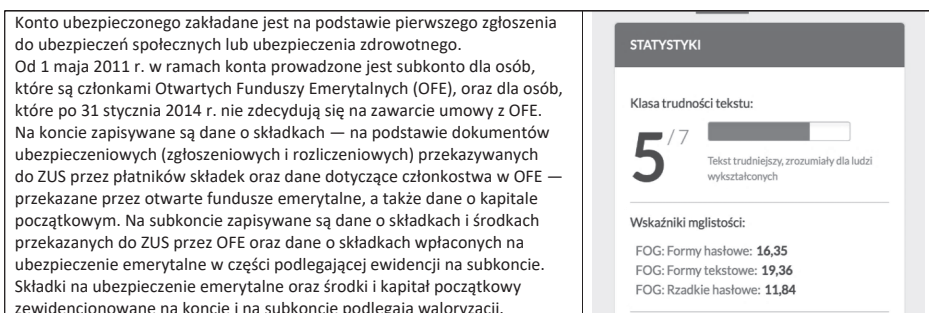 Konto ubezpieczonego zakładane jest na podstawie pierwszego zgłoszenia
do ubezpieczeń społecznych lub ubezpieczenia zdrowotnego.
Od 1 maja 2011 r. w ramach konta prowadzone jest subkonto dla osób,
które są członkami Otwartych Funduszy Emerytalnych (OFE), oraz dla osób,
które po 31 stycznia 2014 r. nie zdecydują się na zawarcie umowy z OFE.
Na koncie zapisywane są dane o składkach — na podstawie dokumentów
ubezpieczeniowych (zgłoszeniowych i rozliczeniowych) przekazywanych
do ZUS przez płatników składek oraz dane dotyczące członkostwa w OFE —
przekazane przez otwarte fundusze emerytalne, a także dane o kapitale
początkowym. Na subkoncie zapisywane są dane o składkach i środkach
przekazanych do ZUS przez OFE oraz dane o składkach wpłaconych na
ubezpieczenie emerytalne w części podlegającej ewidencji na subkoncie.
Składki na ubezpieczenie emerytalne oraz środki i kapitał początkowy
zewidencjonowane na koncie i na subkoncie podlegają waloryzacji.
STATYSTYKI
Klasa trudności tekstu:
5/7
Tekst trudniejszy, zrozumiały dla ludzi
wykształconych
Wskaźniki mglistości:
FOG: Formy hasłowe: 16,35
FOG: Formy tekstowe: 19,36
FOG: Rzadkie hasłowe: 11,84